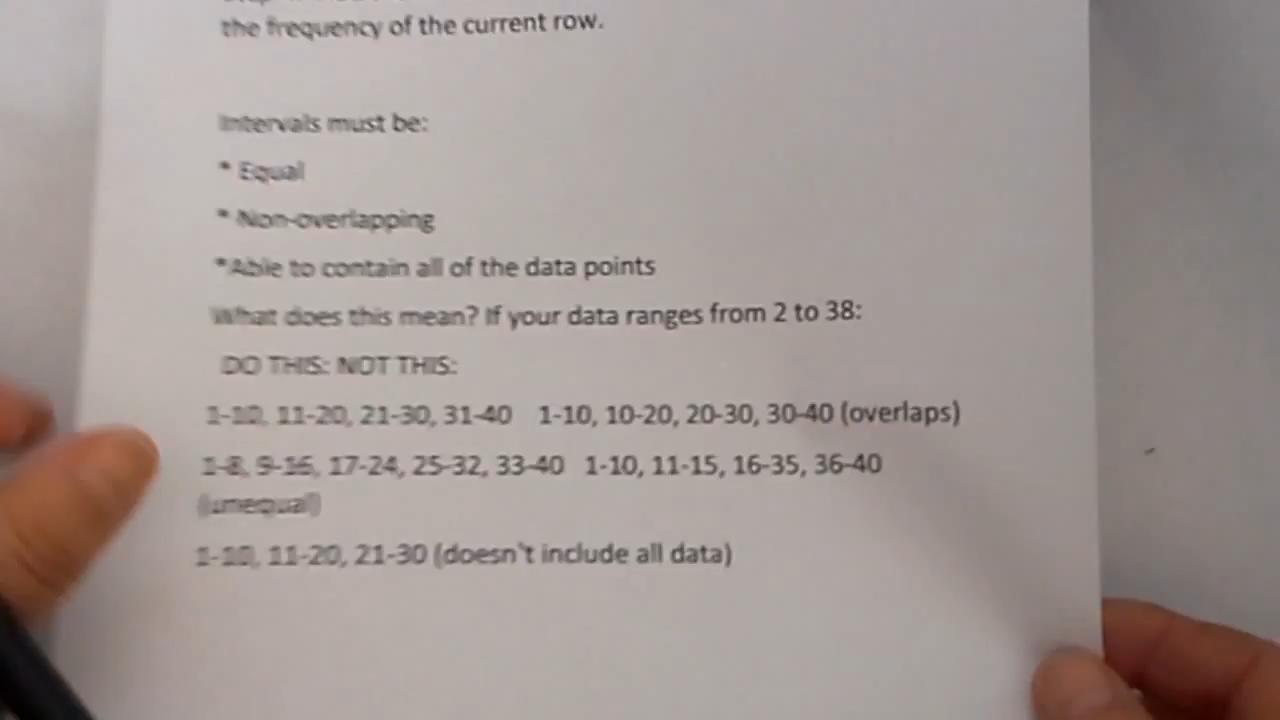 the frequency of the current row.
Intervals must be:
* Equal
* Non-overlapping
*Able to contain all of the data points
What does this mean? If your data ranges from 2 to 38:
DO THIS: NOT THIS:
1-10, 11-20, 21-30, 31-40 1-10, 10-20, 20-30, 30-40 (overlaps)
1-8, 9-16, 17-24, 25-32, 33-40 1-10, 11-15, 16-35, 36-40
(unequal)
1-10, 11-20, 21-30 (doesn't include all data)